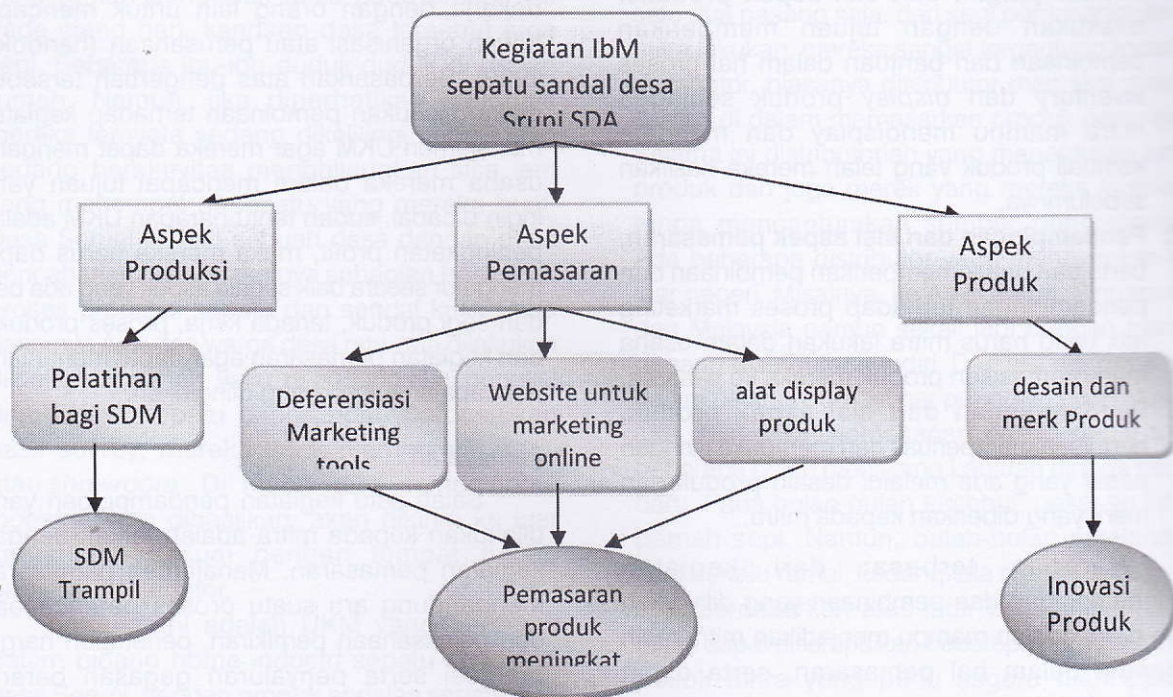 Kegiatan IbM
sepatu sandal desa
Sruni SDA
Aspek
Produksi
Aspek
Pemasaran
Aspek
Produk
Pelatihan
bagi SDM
Deferensiasi
Marketing
tools
Website untuk
marketing
online
alat display
produk
desain dan
merk Produk
SDM
Trampil
Pemasaran
produk
meningkat
Inovasi
Produk